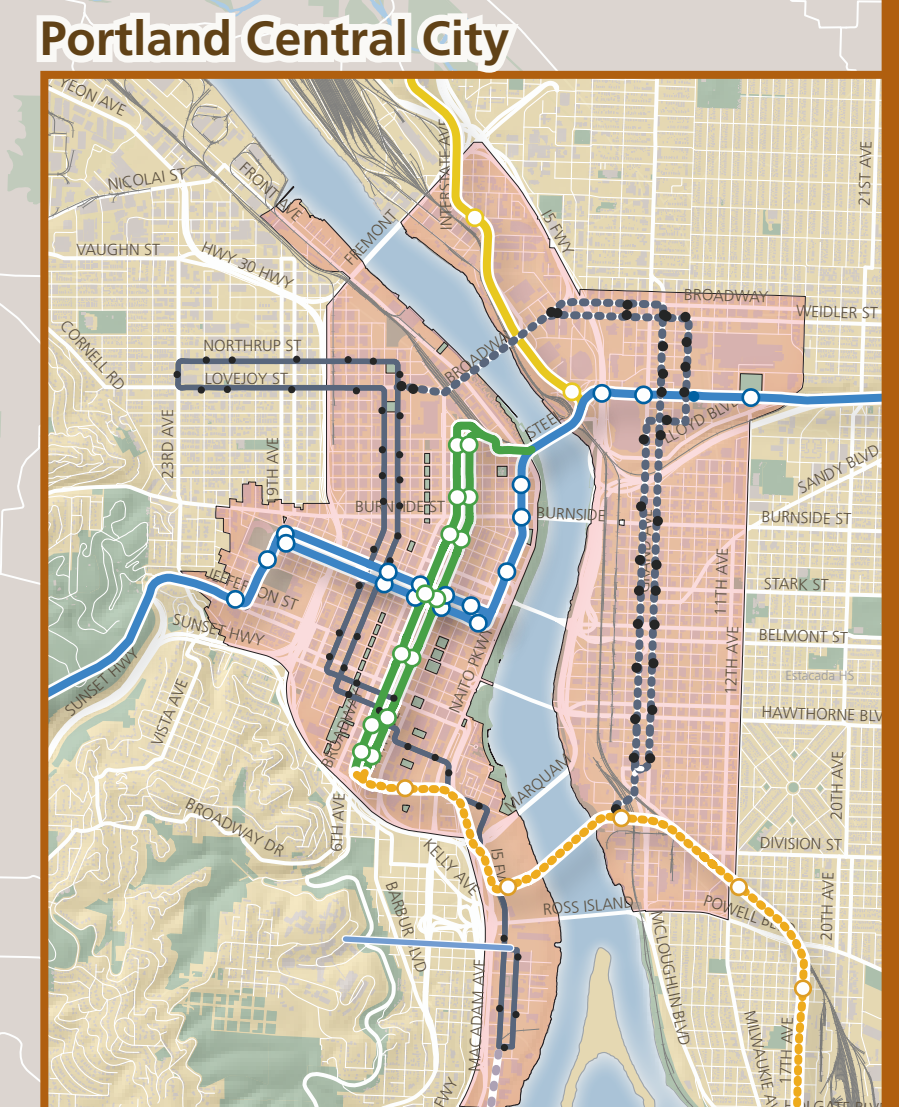 Portland Central City
YEON AVE
INTERSTATE AVE
21ST AVE
NICOLAI ST
FRONT AVE
I5 FWY
FREMONT
VAUGHN ST
HWY 30 HWY
BROADWAY
WEIDLER ST
CORNELL RD
NORTHRUP ST
BROADWAY
LOVEJOY ST
LLOYD BLVD
STEEL
23RD AVE
19TH AVE
SANDY BLVD
BURNSIDE ST
BURNSIDE
BURNSIDE ST
11TH AVE
STARK ST
JEFFERSON ST
SUNSET HWY
BELMONT ST
12TH AVE
NAITO PKWY
SUNSET HWY
Estacada HS
VISTA AVE
BROADWAY
HAWTHORNE BLV
MARQUAM
20TH AVE
BROADWAY DR
6TH AVE
KELLY AVE
DIVISION ST
I5 FW
BARBUR BLVD
ROSS ISLAND
POWELL BL
20TH AVE
MCLOUGHLIN BLVD
MACADAM AVE
MILWAUKIE AV
17TH AVE
FWY
HOLGATE BLVD